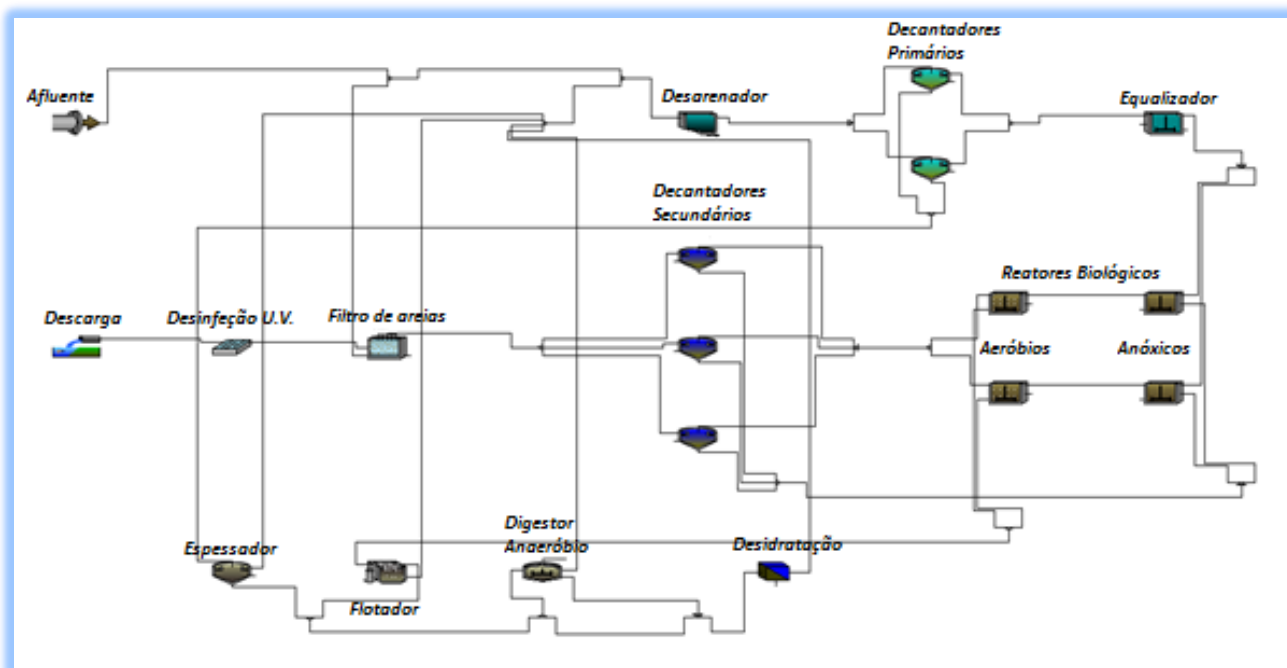 Decantadores
Primários
Afluente
Desarenador
Equalizador
Decantadores
Secundários
Reatores Biológicos
Descarga
Desinfeção U.V.
Filtro de areias
Aeróbios
Anóxicos
Digestor
Anaeróbio
Espessador
Desidratação
Flotador